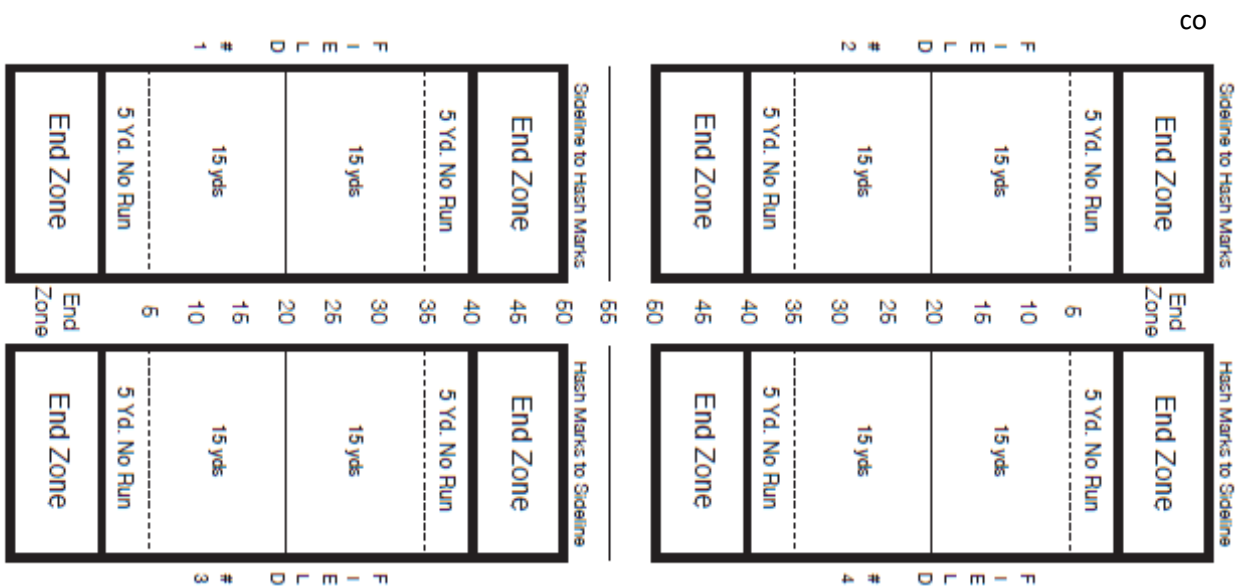 co
FIELD #1
FIELD #2
End Zone
5 Yd. No Run
15 yds
15 yds
5 Yd. No Run
End Zone
Sideline to Hash Marks
End Zone
5 Yd. No Run
15 yds
15 yds
5 Yd. No Run
End Zone
Sideline to Hash Marks
End
Zone
5
10
15
20
25
30
35
40
45
50
55
50
45
40
35
30
25
20
15
10
5
End
Zone
End Zone
5 Yd. No Run
15 yds
15 yds
5 Yd. No Run
End Zone
Hash Marks to Sideline
End Zone
5 Yd. No Run
15 yds
15 yds
5 Yd. No Run
End Zone
Hash Marks to Sideline
FIELD #3
FIELD #4